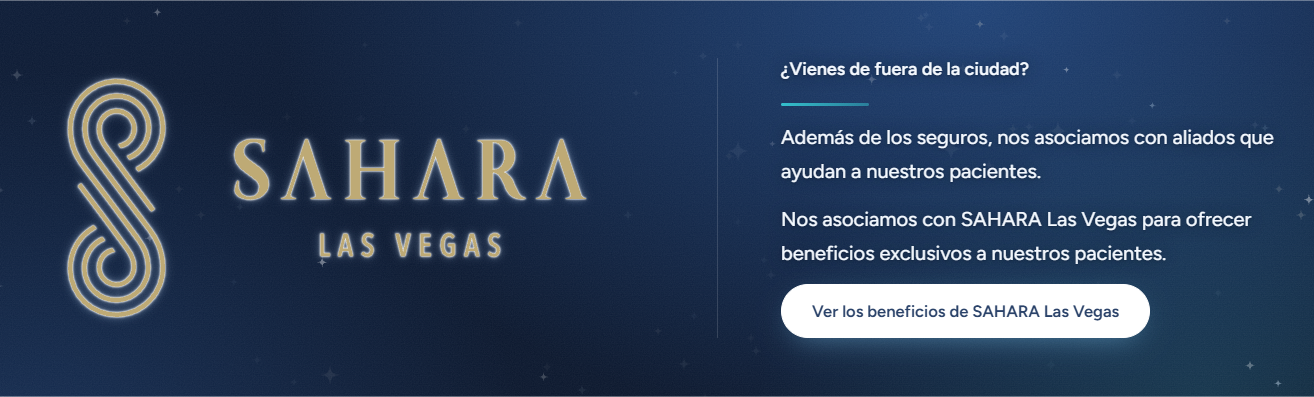 SAHARA
LAS VEGAS
¿Vienes de fuera de la ciudad?
Además de los seguros, nos asociamos con aliados que
ayudan a nuestros pacientes.
Nos asociamos con SAHARA Las Vegas para ofrecer
beneficios exclusivos a nuestros pacientes.
Ver los beneficios de SAHARA Las Vegas